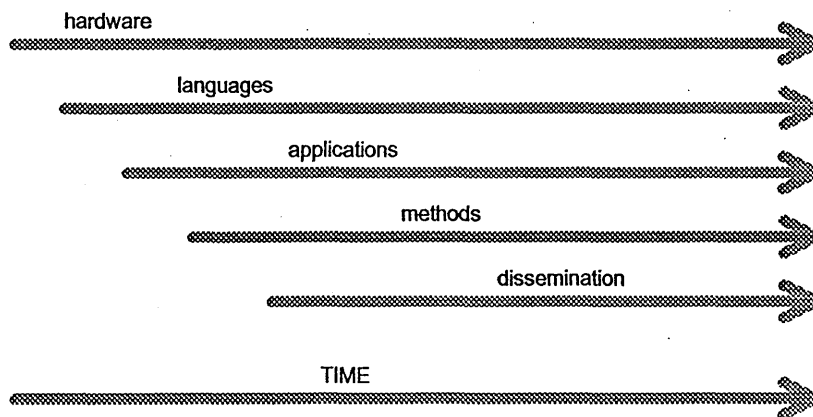 hardware
languages
applications
methods
dissemination
TIME